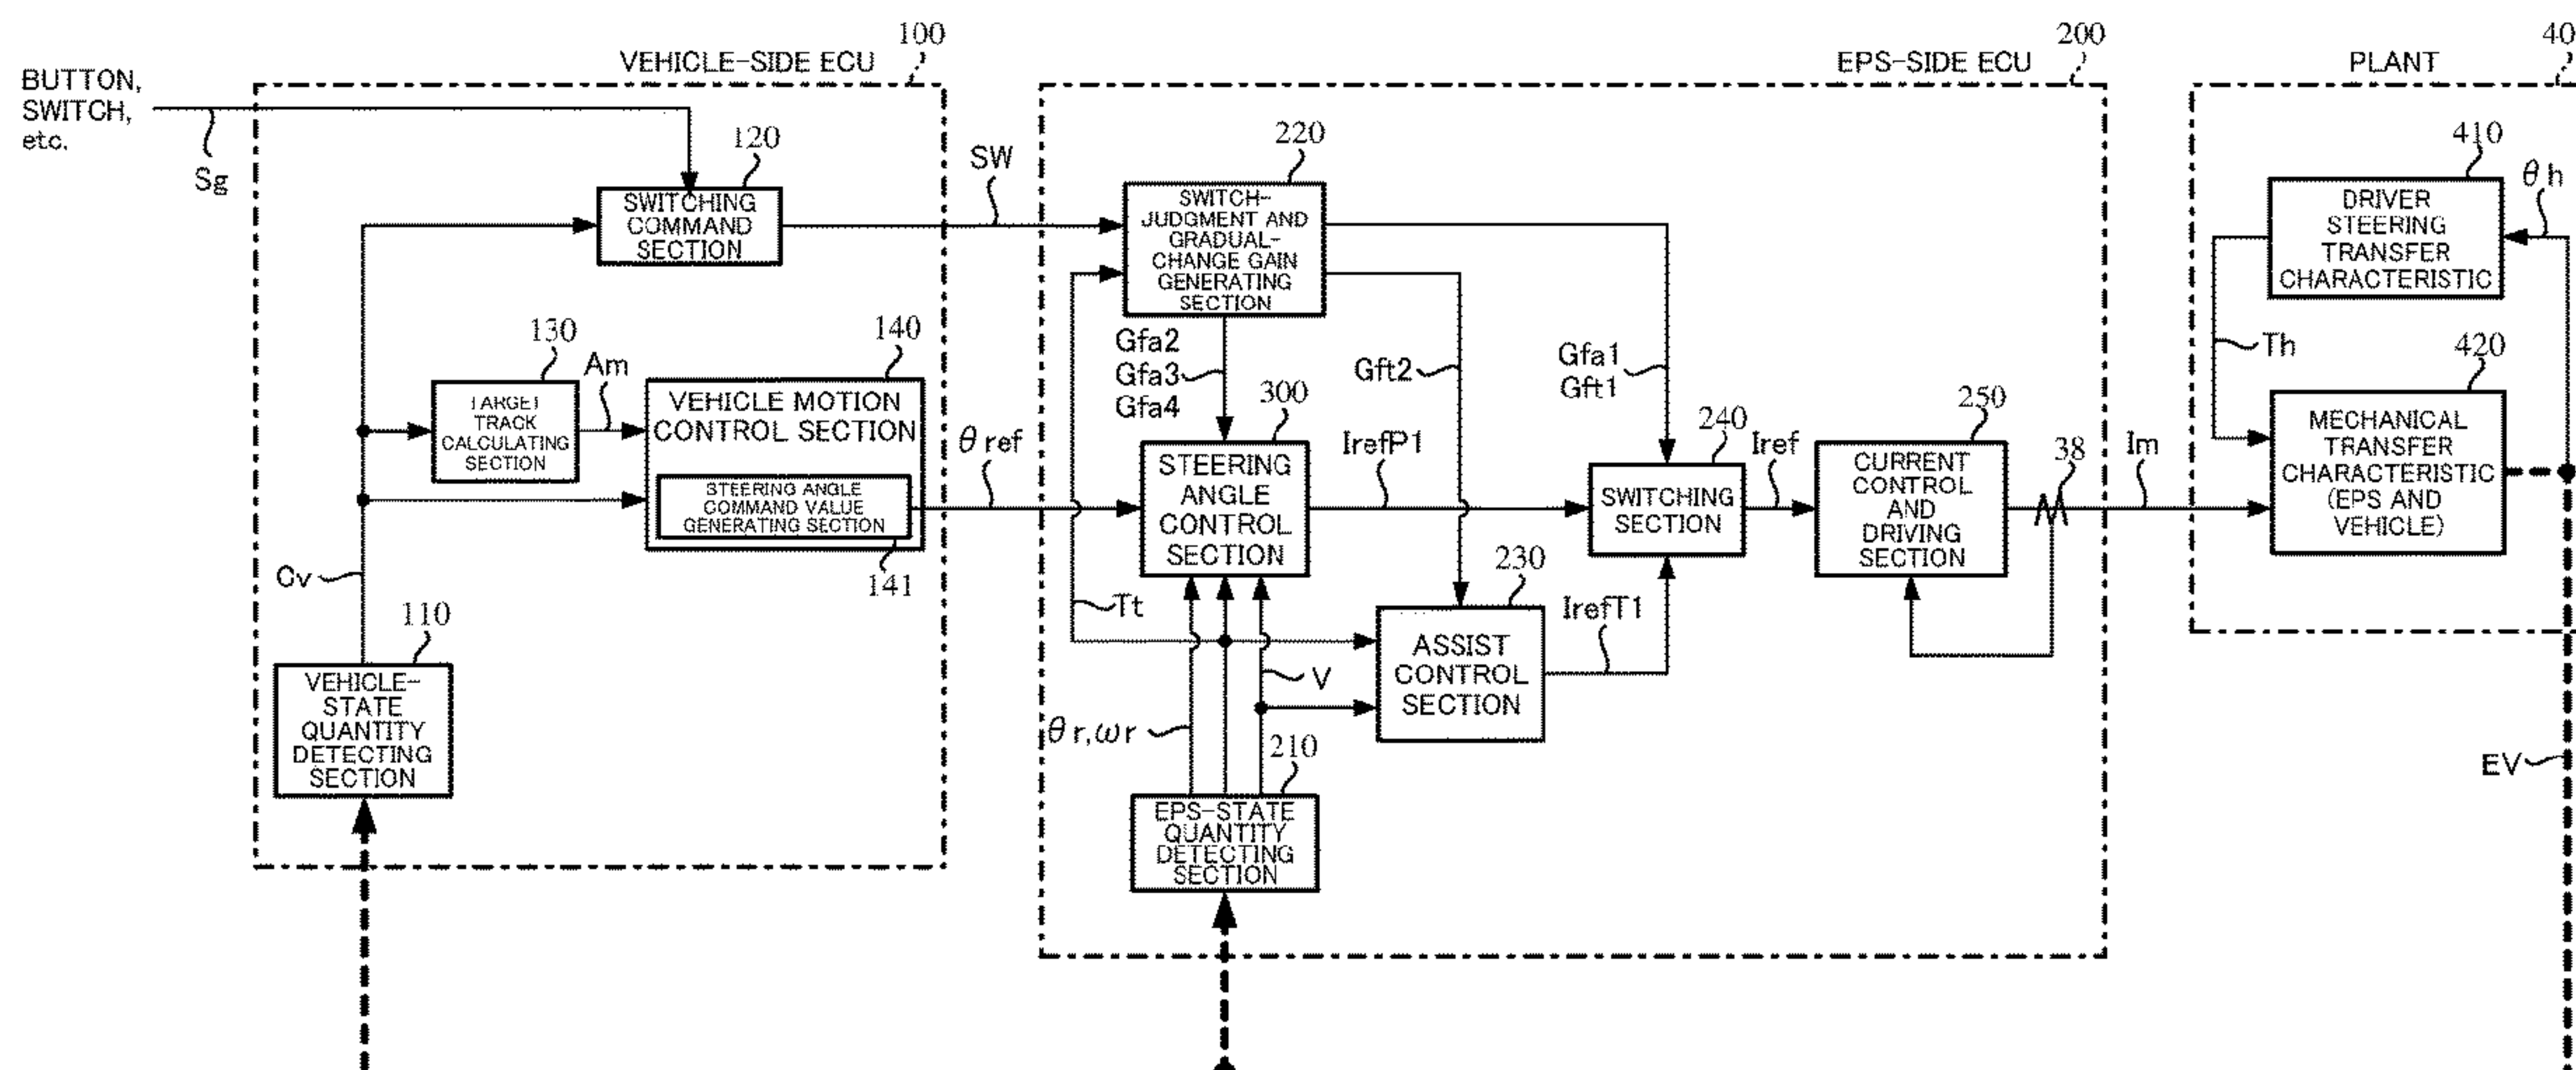 BUTTON,
SWITCH,
etc.
Sg
VEHICLE-SIDE ECU
100
120
SWITCHING
COMMAND
SECTION
SW
130
TARGET
TRACK
CALCULATING
SECTION
Am
140
VEHICLE MOTION
CONTROL SECTION
STEERING ANGLE
COMMAND VALUE
GENERATING SECTION
141
θref
Cv
110
VEHICLE-
STATE
QUANTITY
DETECTING
SECTION
EPS-SIDE ECU
200
220
SWITCH-
JUDGMENT AND
GRADUAL-
CHANGE GAIN
GENERATING
SECTION
Gfa2
Gfa3
Gfa4
Gft2
Gfa1
Gft1
300
STEERING
ANGLE
CONTROL
SECTION
IrefP1
240
SWITCHING
SECTION
Iref
250
CURRENT
CONTROL
AND
DRIVING
SECTION
38
Im
Tt
230
ASSIST
CONTROL
SECTION
IrefT1
V
θr,ωr
210
EPS-STATE
QUANTITY
DETECTING
SECTION
PLANT
40
410
DRIVER
STEERING
TRANSFER
CHARACTERISTIC
θh
Th
420
MECHANICAL
TRANSFER
CHARACTERISTIC
(EPS AND
VEHICLE)
EV